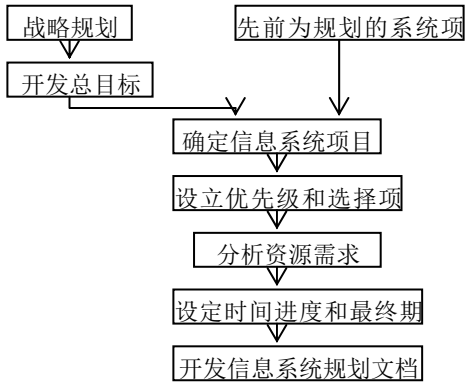 战略规划
先前为规划的系统项
开发总目标
确定信息系统项目
设立优先级和选择项
分析资源需求
设定时间进度和最终期
开发信息系统规划文档